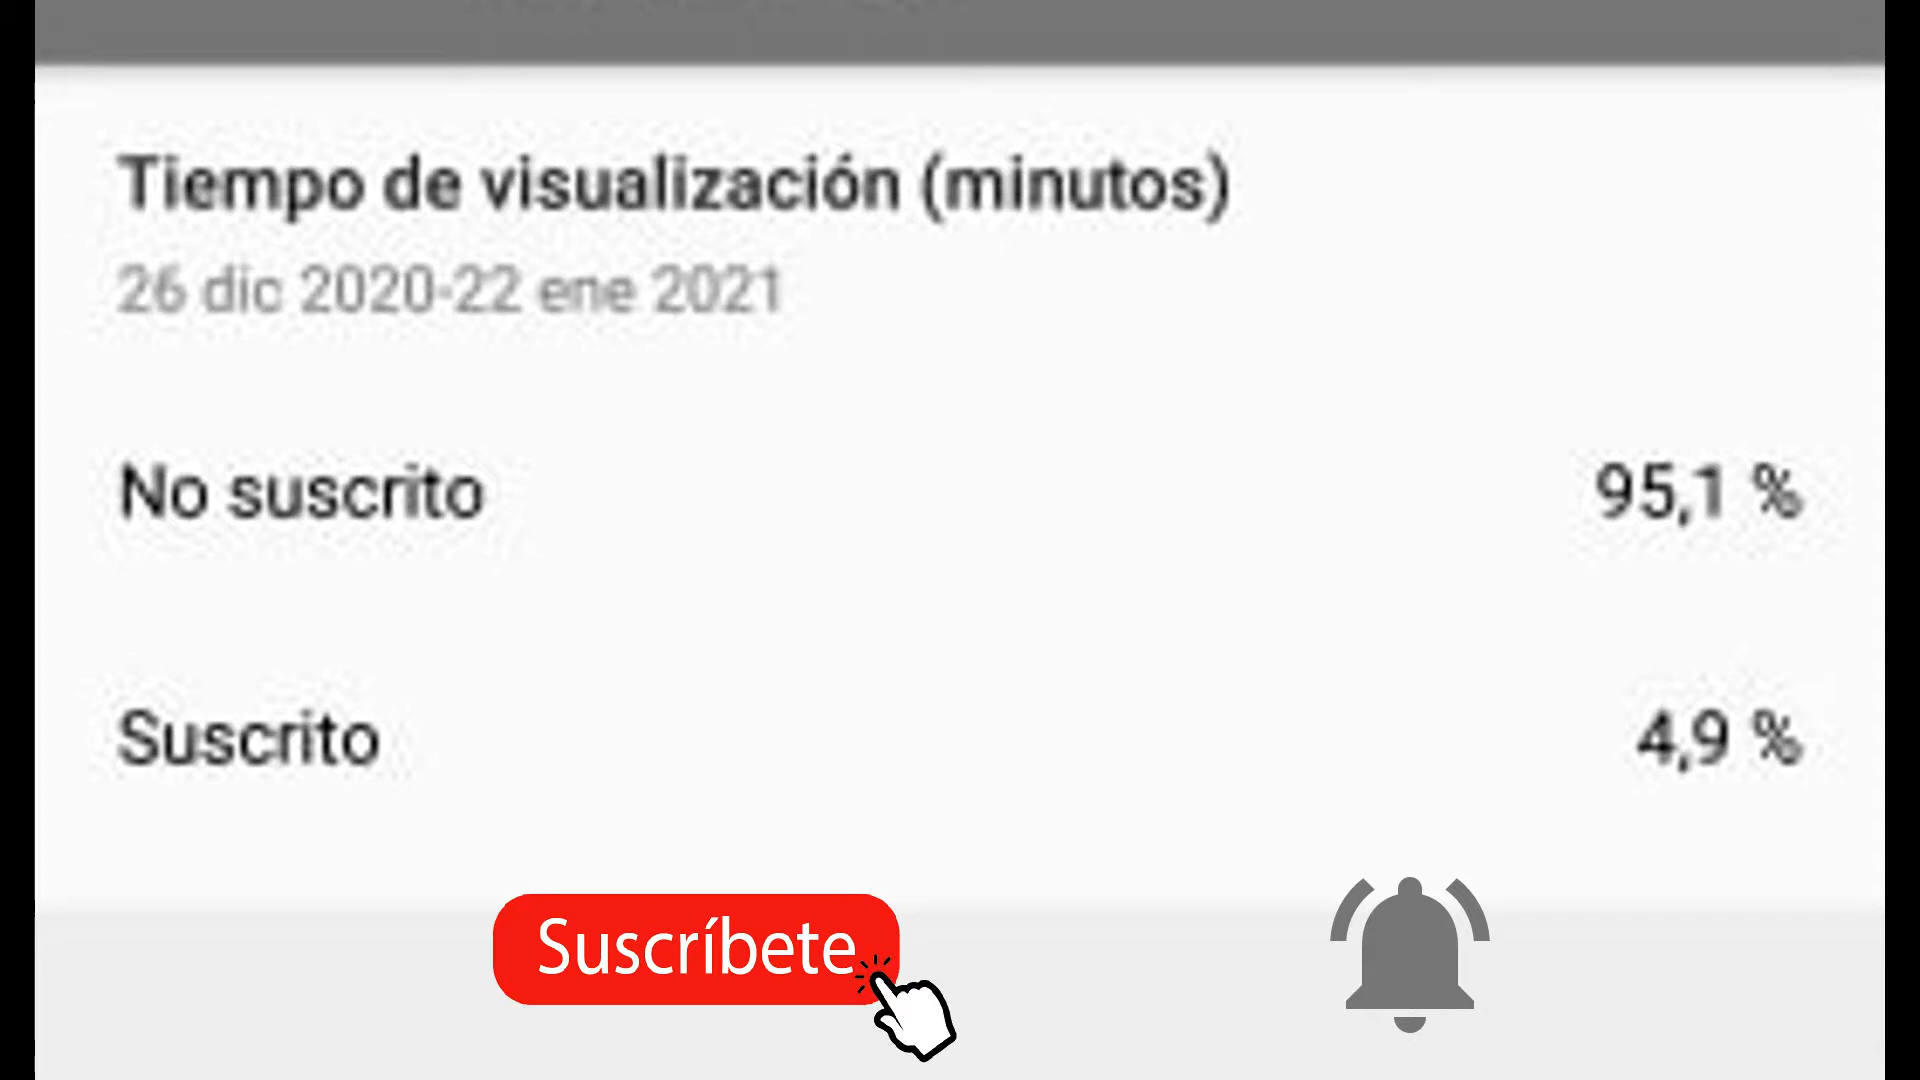 Tiempo de visualización (minutos)
26 dic 2020-22 ene 2021
No suscrito 95,1 %
Suscrito 4,9 %
Suscríbete